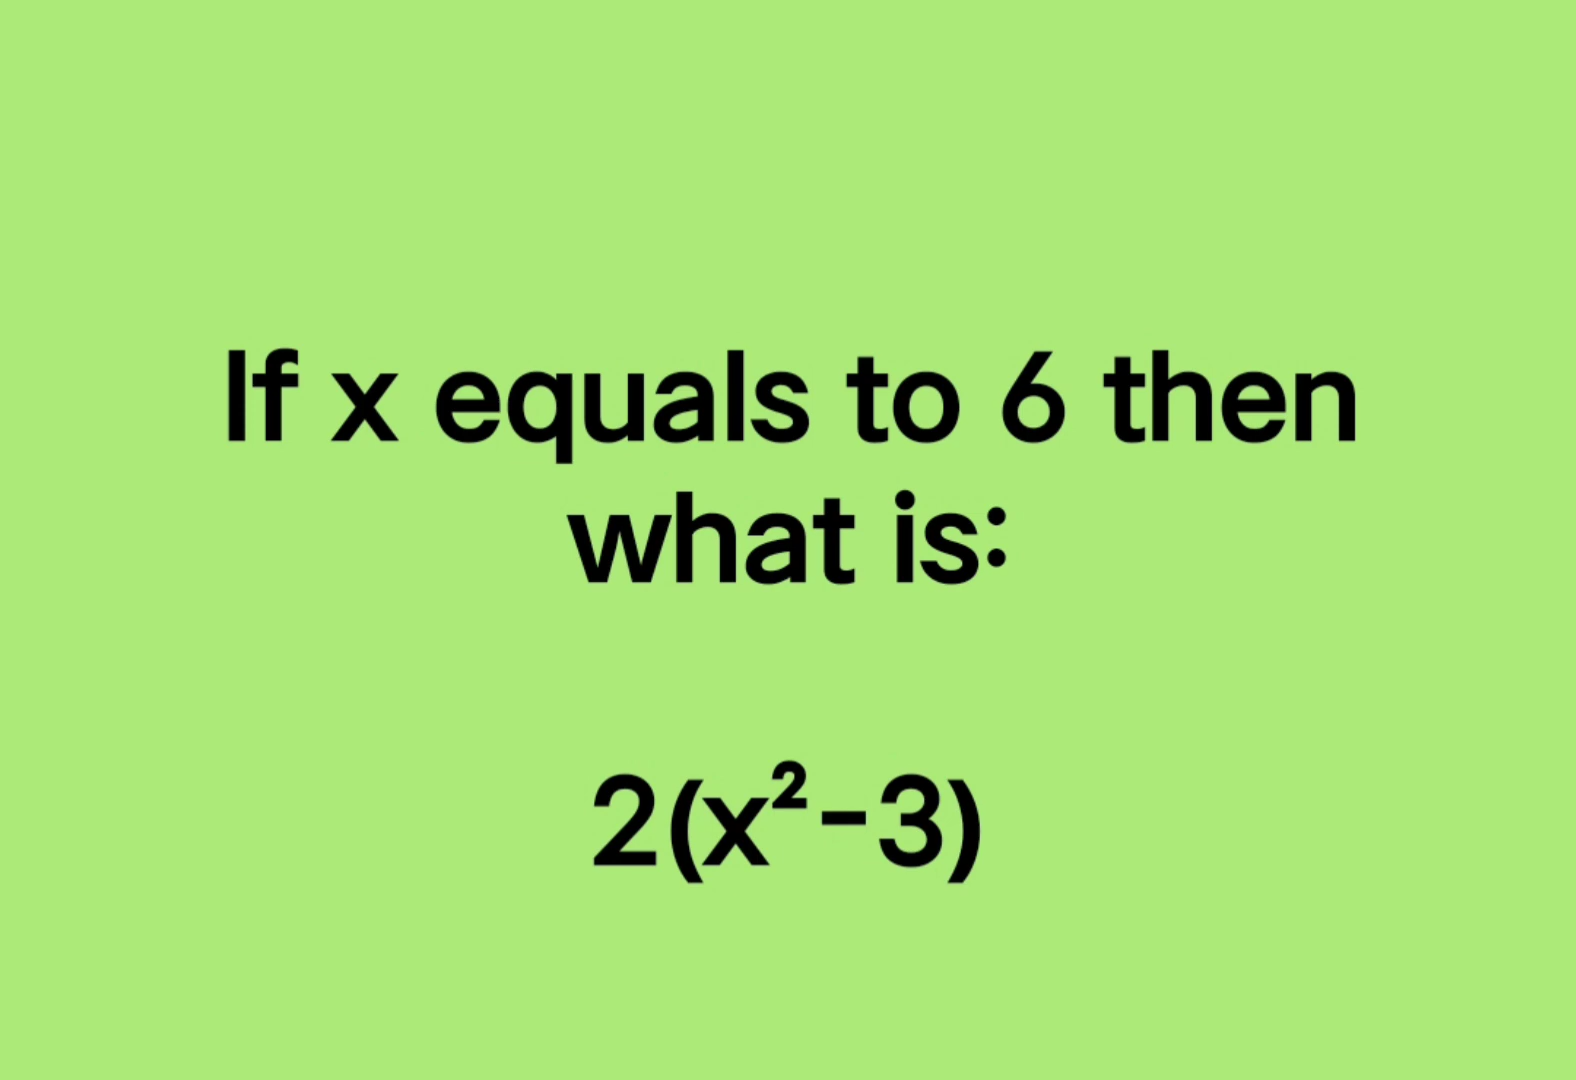 If x equals to 6 then
what is:
2(x²-3)